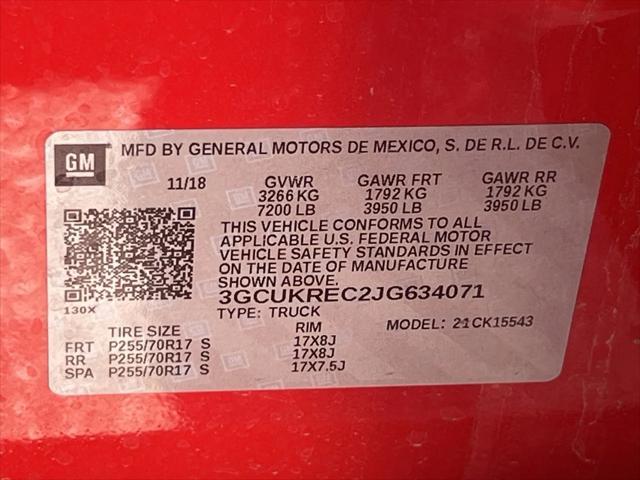 GM MFD BY GENERAL MOTORS DE MEXICO, S. DE R.L. DE C.V.
11/18 GVWR GAWR FRT GAWR RR
3266 KG 1792 KG 1792 KG
7200 LB 3950 LB 3950 LB
THIS VEHICLE CONFORMS TO ALL
APPLICABLE U.S. FEDERAL MOTOR
VEHICLE SAFETY STANDARDS IN EFFECT
ON THE DATE OF MANUFACTURE
SHOWN ABOVE.
130X 3GCUKREC2JG634071
TYPE: TRUCK MODEL: 21CK15543
TIRE SIZE RIM
FRT P255/70R17 S 17X8J
RR P255/70R17 S 17X8J
SPA P255/70R17 S 17X7.5J